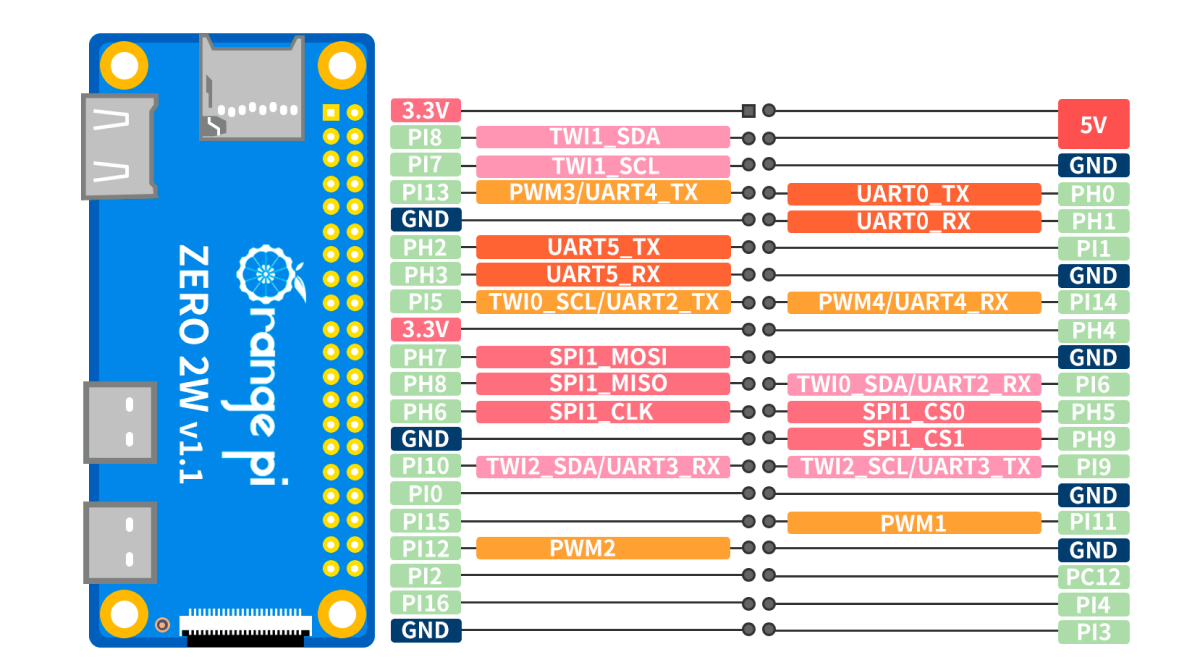 ZERO 2W v1.1
Orange pi
3.3V 5V
PI8 TWI1_SDA
PI7 TWI1_SCL GND
PI13 PWM3/UART4_TX UART0_TX PH0
GND UART0_RX PH1
PH2 UART5_TX PI1
PH3 UART5_RX GND
PI5 TWI0_SCL/UART2_TX PWM4/UART4_RX PI14
3.3V PH4
PH7 SPI1_MOSI GND
PH8 SPI1_MISO TWI0_SDA/UART2_RX PI6
PH6 SPI1_CLK SPI1_CS0 PH5
GND SPI1_CS1 PH9
PI10 TWI2_SDA/UART3_RX TWI2_SCL/UART3_TX PI9
PI0 GND
PI15 PWM1 PI11
PI12 PWM2 GND
PI2 PC12
PI16 PI4
GND PI3